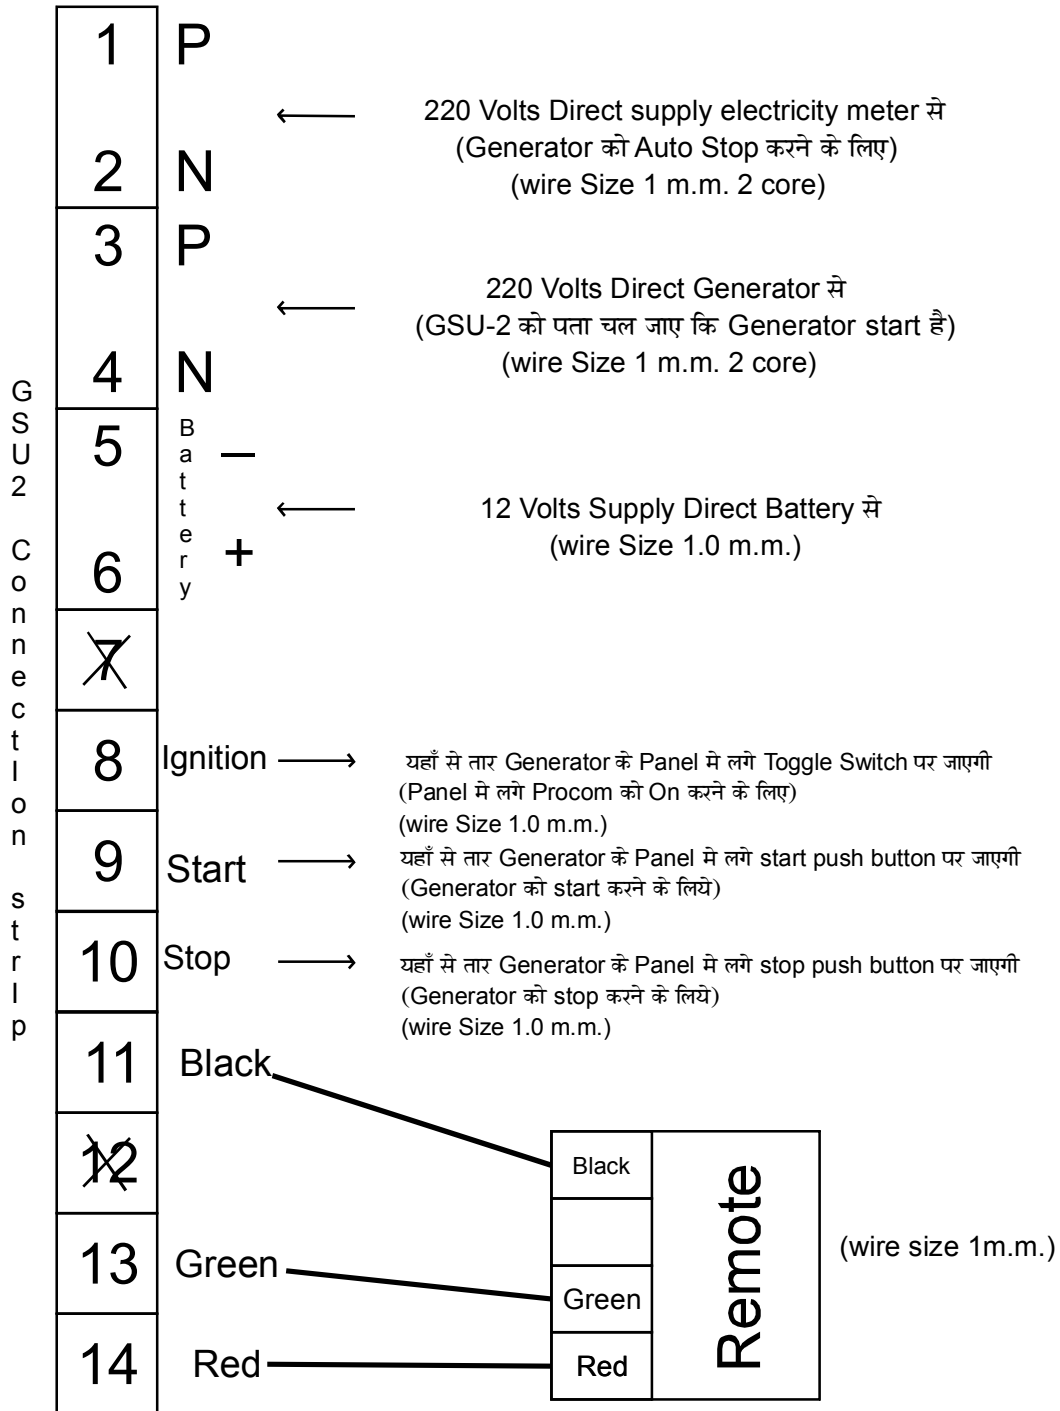 GSU2 ConnectIon strIp
1 P
220 Volts Direct supply electricity meter से
(Generator को Auto Stop करने के लिए)
2 N
(wire Size 1 m.m. 2 core)
3 P
220 Volts Direct Generator से
(GSU-2 को पता चल जाए कि Generator start है)
(wire Size 1 m.m. 2 core)
4 N
5 Battery −
12 Volts Supply Direct Battery से
(wire Size 1.0 m.m.)
6 +
7
8 Ignition
यहाँ से तार Generator के Panel मे लगे Toggle Switch पर जाएगी
(Panel मे लगे Procom को On करने के लिए)
(wire Size 1.0 m.m.)
9 Start
यहाँ से तार Generator के Panel मे लगे start push button पर जाएगी
(Generator को start करने के लिये)
(wire Size 1.0 m.m.)
10 Stop
यहाँ से तार Generator के Panel मे लगे stop push button पर जाएगी
(Generator को stop करने के लिये)
(wire Size 1.0 m.m.)
11 Black
12
13 Green
14 Red
Black
Green
Red
Remote
(wire size 1m.m.)